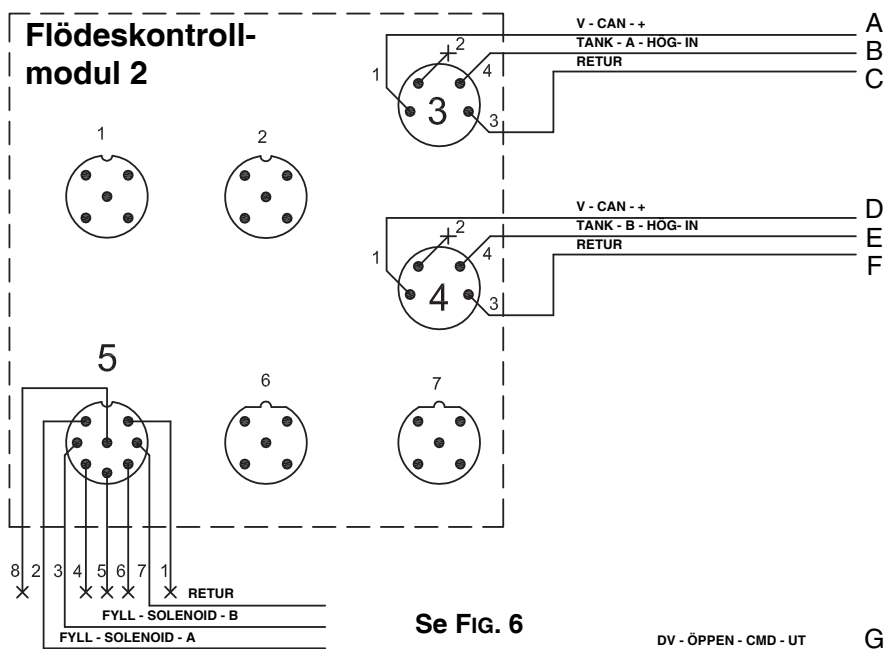 Flödeskontroll-
modul 2
V - CAN - +
A
TANK - A - HÖG- IN
B
RETUR
C
1
2
4
3
3
1
2
V - CAN - +
D
TANK - B - HÖG- IN
E
RETUR
F
1
2
4
3
4
5
6
7
8 2 3 4 5 6 7 1
RETUR
FYLL - SOLENOID - B
FYLL - SOLENOID - A
Se FIG. 6
DV - ÖPPEN - CMD - UT
G